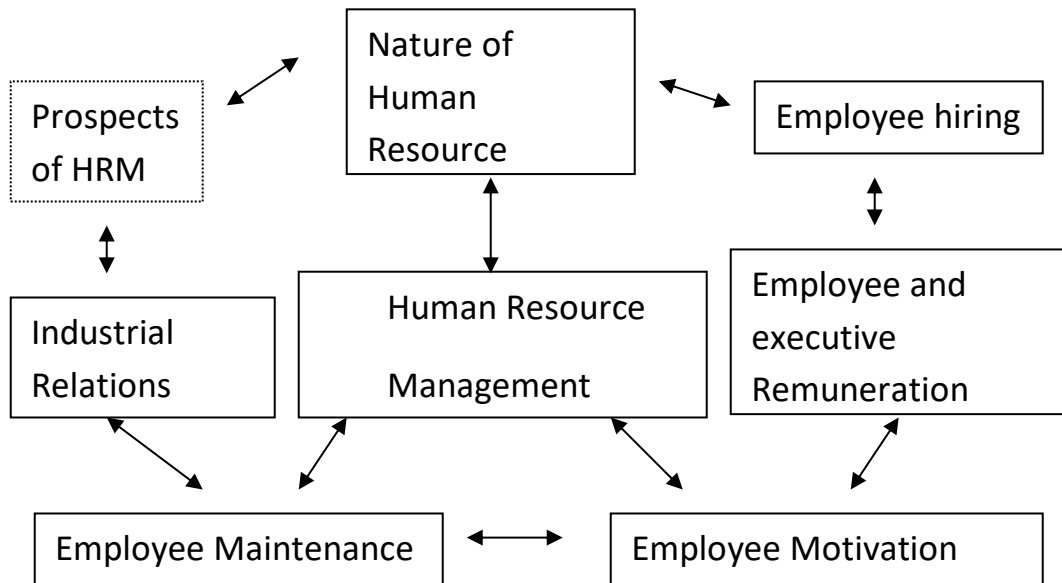 Nature of
Human
Resource
Prospects
of HRM
Employee hiring
Human Resource
Management
Industrial
Relations
Employee and
executive
Remuneration
Employee Maintenance
Employee Motivation